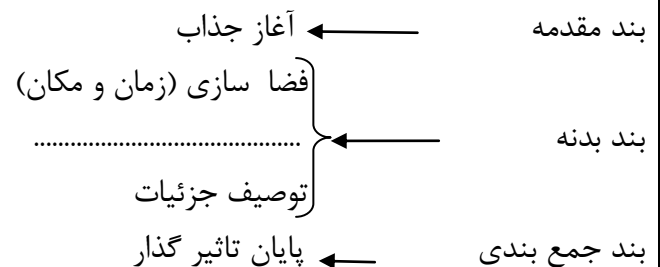 بند مقدمه آغاز جذاب
فضا سازی (زمان و مکان)
بند بدنه ............................................
توصیف جزئیات
بند جمع بندی پایان تاثیر گذار